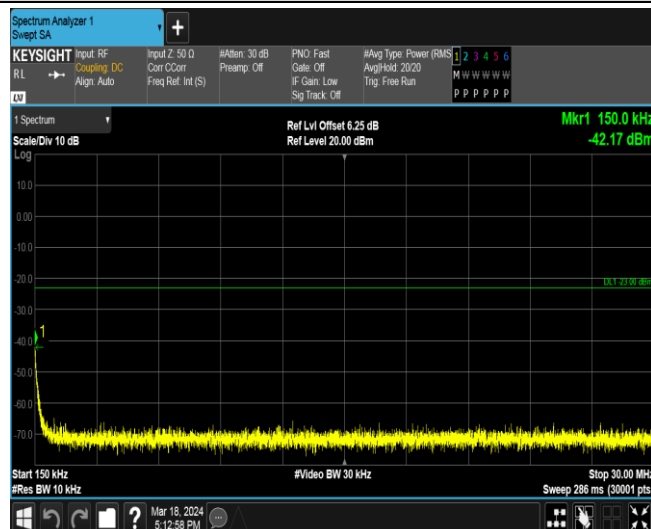 Spectrum Analyzer 1
Swept SA
+
KEYSIGHT Input: RF Input Z: 50 Ω #Atten: 30 dB PNO: Fast #Avg Type: Power (RMS 1 2 3 4 5 6
RL Coupling: DC Corr CCorr Preamp: Off Gate: Off Avg|Hold: 20/20 M W W W W W
Align: Auto Freq Ref: Int (S) IF Gain: Low Trig: Free Run
Sig Track: Off P P P P P P
LXI
1 Spectrum Ref Lvl Offset 6.25 dB Mkr1 150.0 kHz
Scale/Div 10 dB Ref Level 20.00 dBm -42.17 dBm
Log
10.0
0.00
-10.0
-20.0
DL1 -23.00 dBm
1
-40.0
-50.0
-60.0
-70.0
Start 150 kHz #Video BW 30 kHz Stop 30.00 MHz
#Res BW 10 kHz Sweep 286 ms (30001 pts
? Mar 18, 2024
5:12:58 PM